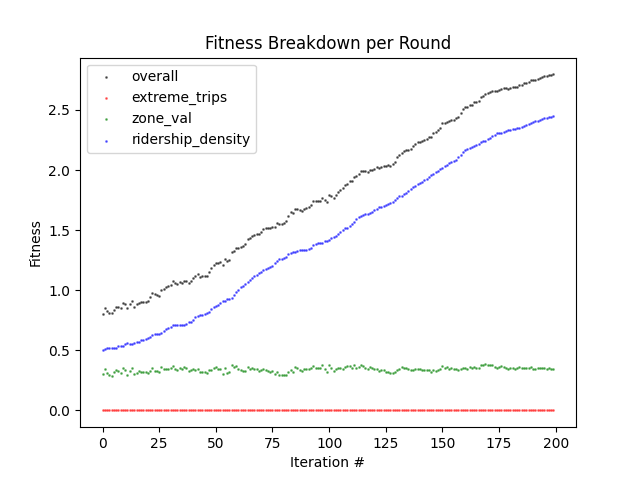 Fitness Breakdown per Round
overall
extreme_trips
zone_val
ridership_density
Fitness
2.5
2.0
1.5
1.0
0.5
0.0
0 25 50 75 100 125 150 175 200
Iteration #